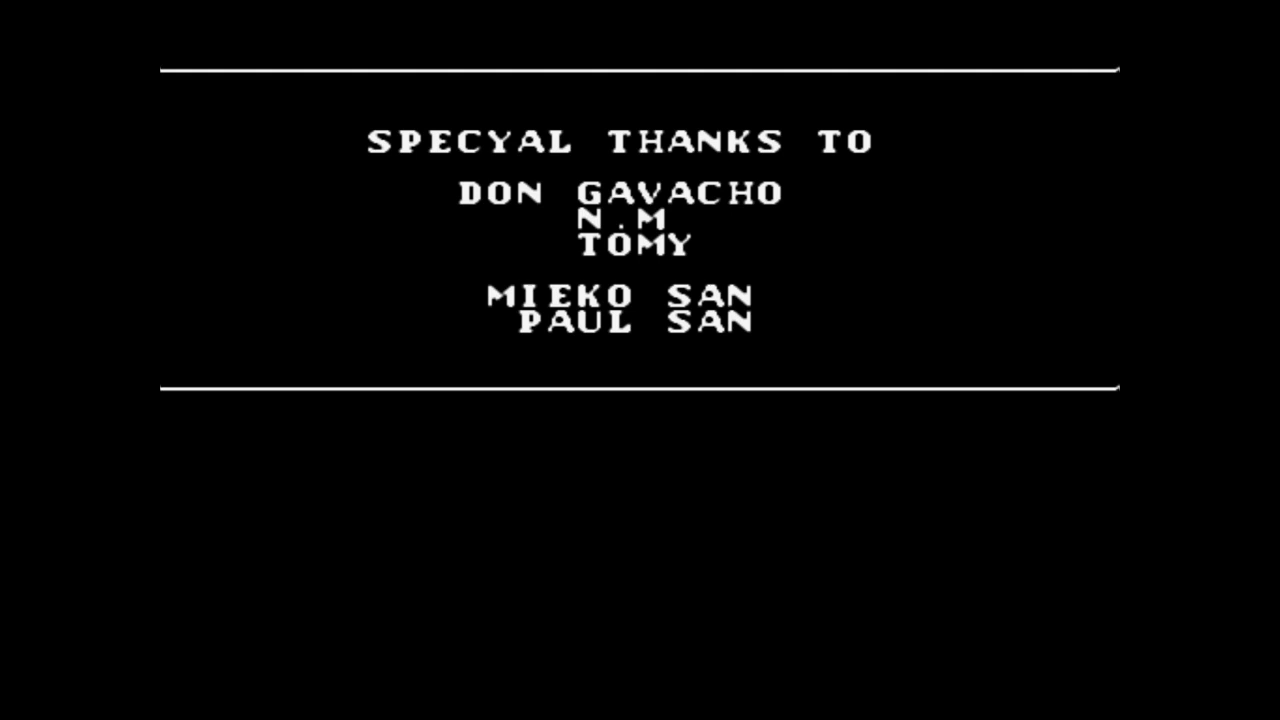 SPECYAL THANKS TO
DON GAVACHO
N.M
TOMY
MIEKO SAN
PAUL SAN